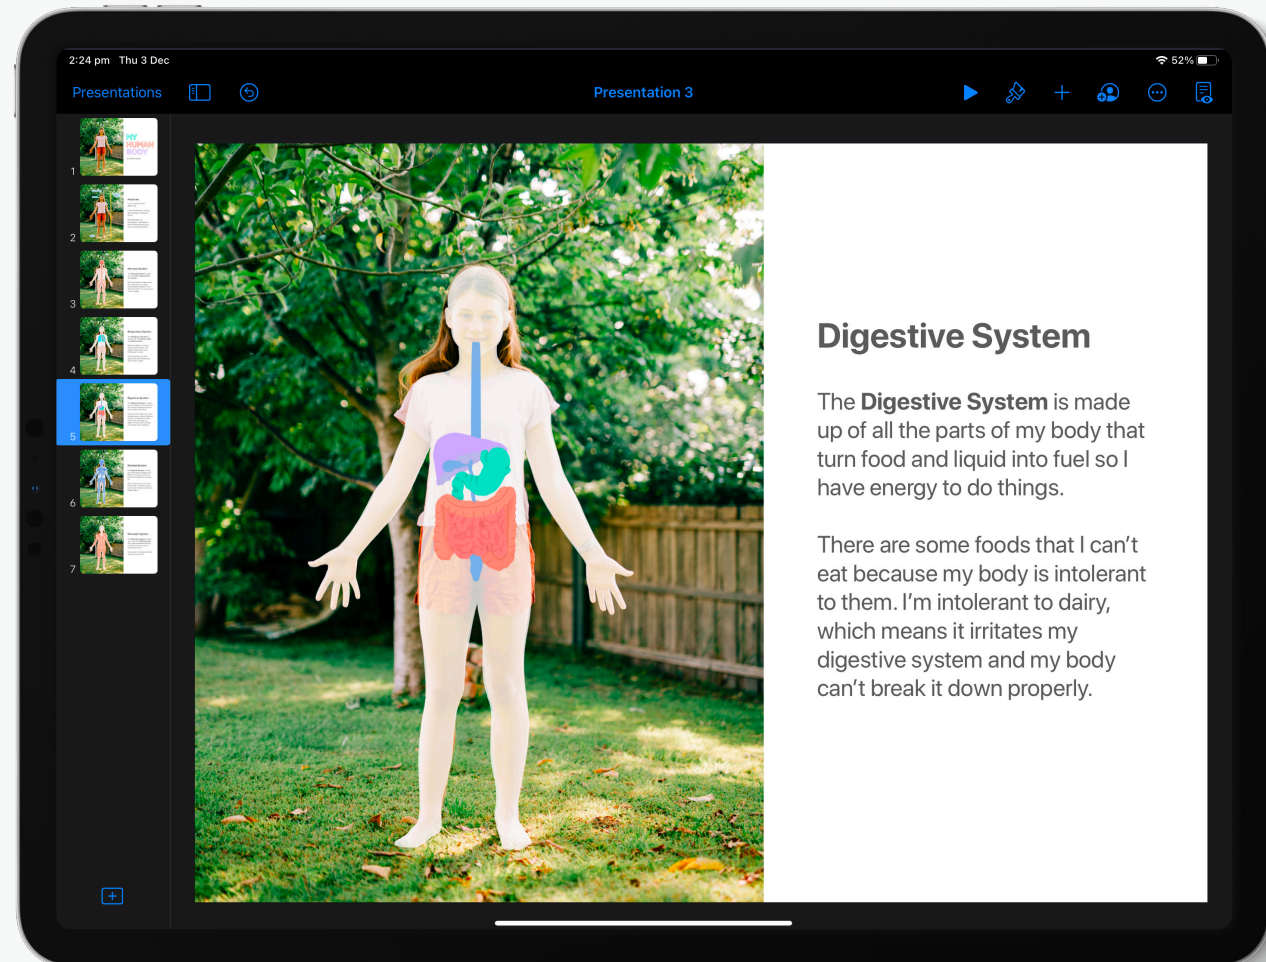 2:24 pm Thu 3 Dec
52%
Presentations
Presentation 3
MY
HUMAN
BODY
1
2
3
4
5
6
7
Digestive System
The Digestive System is made
up of all the parts of my body that
turn food and liquid into fuel so I
have energy to do things.
There are some foods that I can’t
eat because my body is intolerant
to them. I’m intolerant to dairy,
which means it irritates my
digestive system and my body
can’t break it down properly.